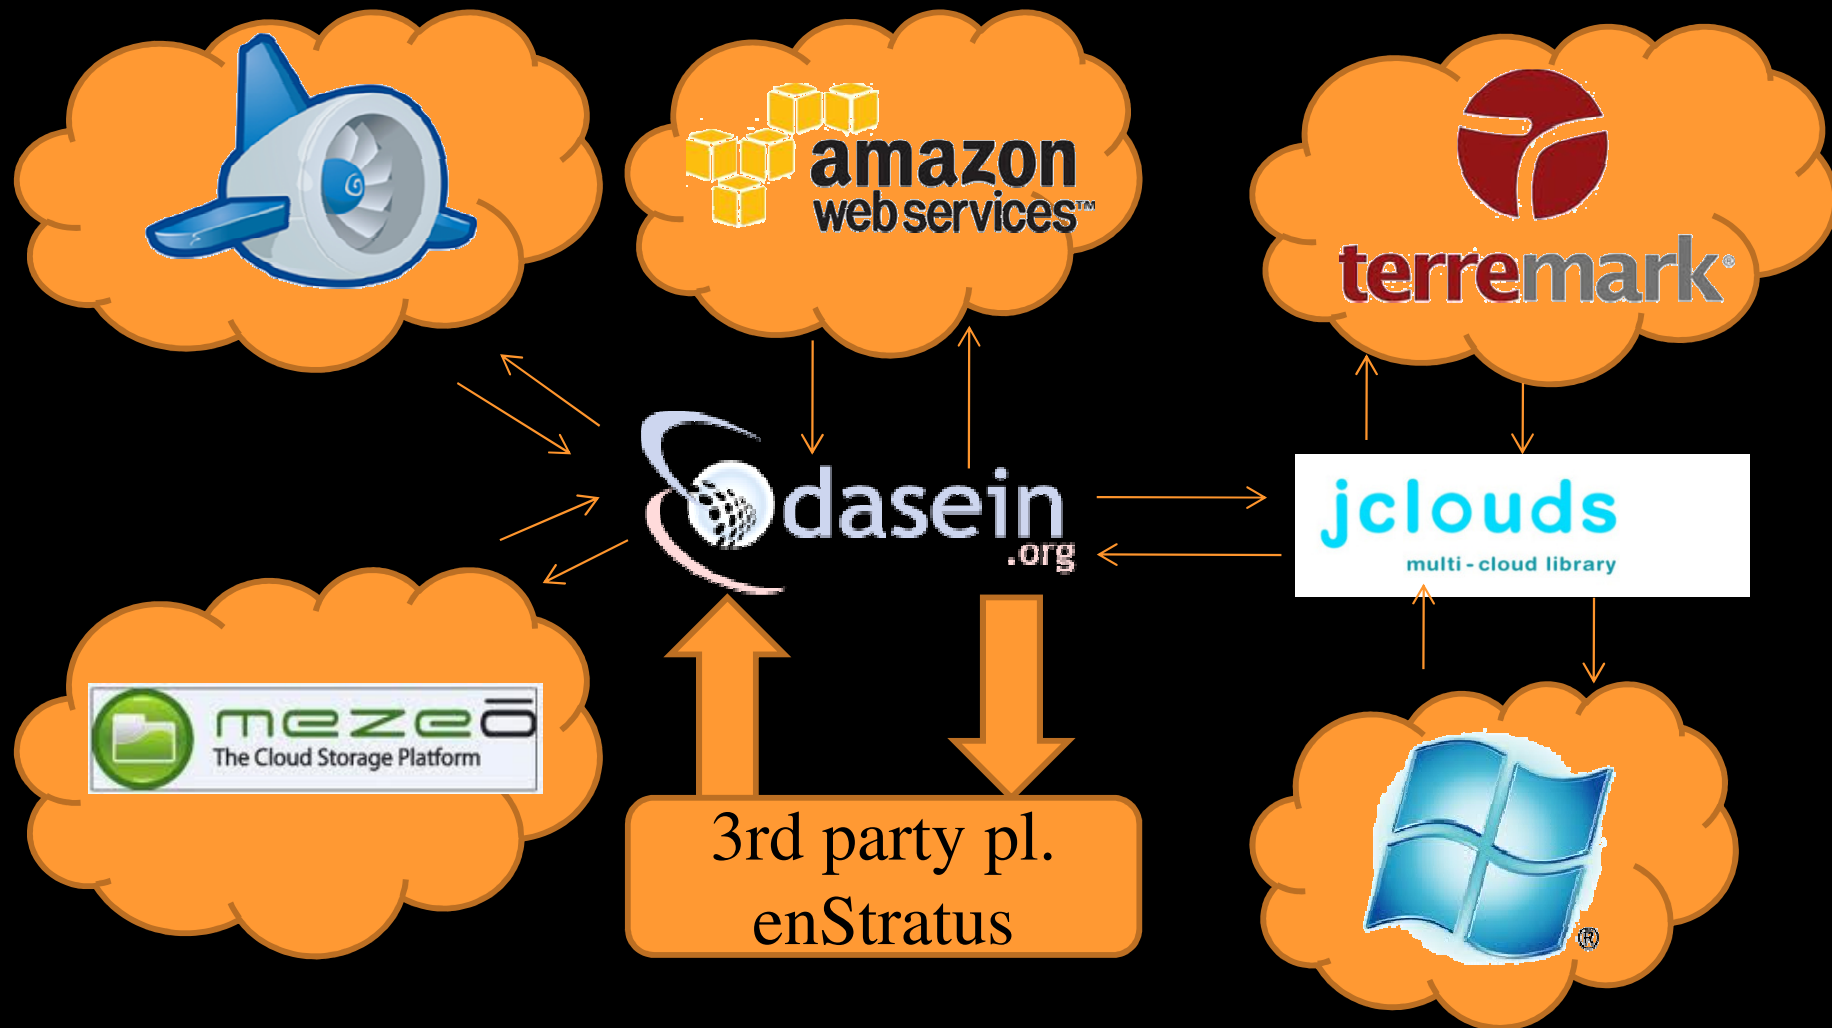 amazon
web services™
terremark®
dasein
.org
jclouds
multi-cloud library
mezeo
The Cloud Storage Platform
3rd party pl.
enStratus
®